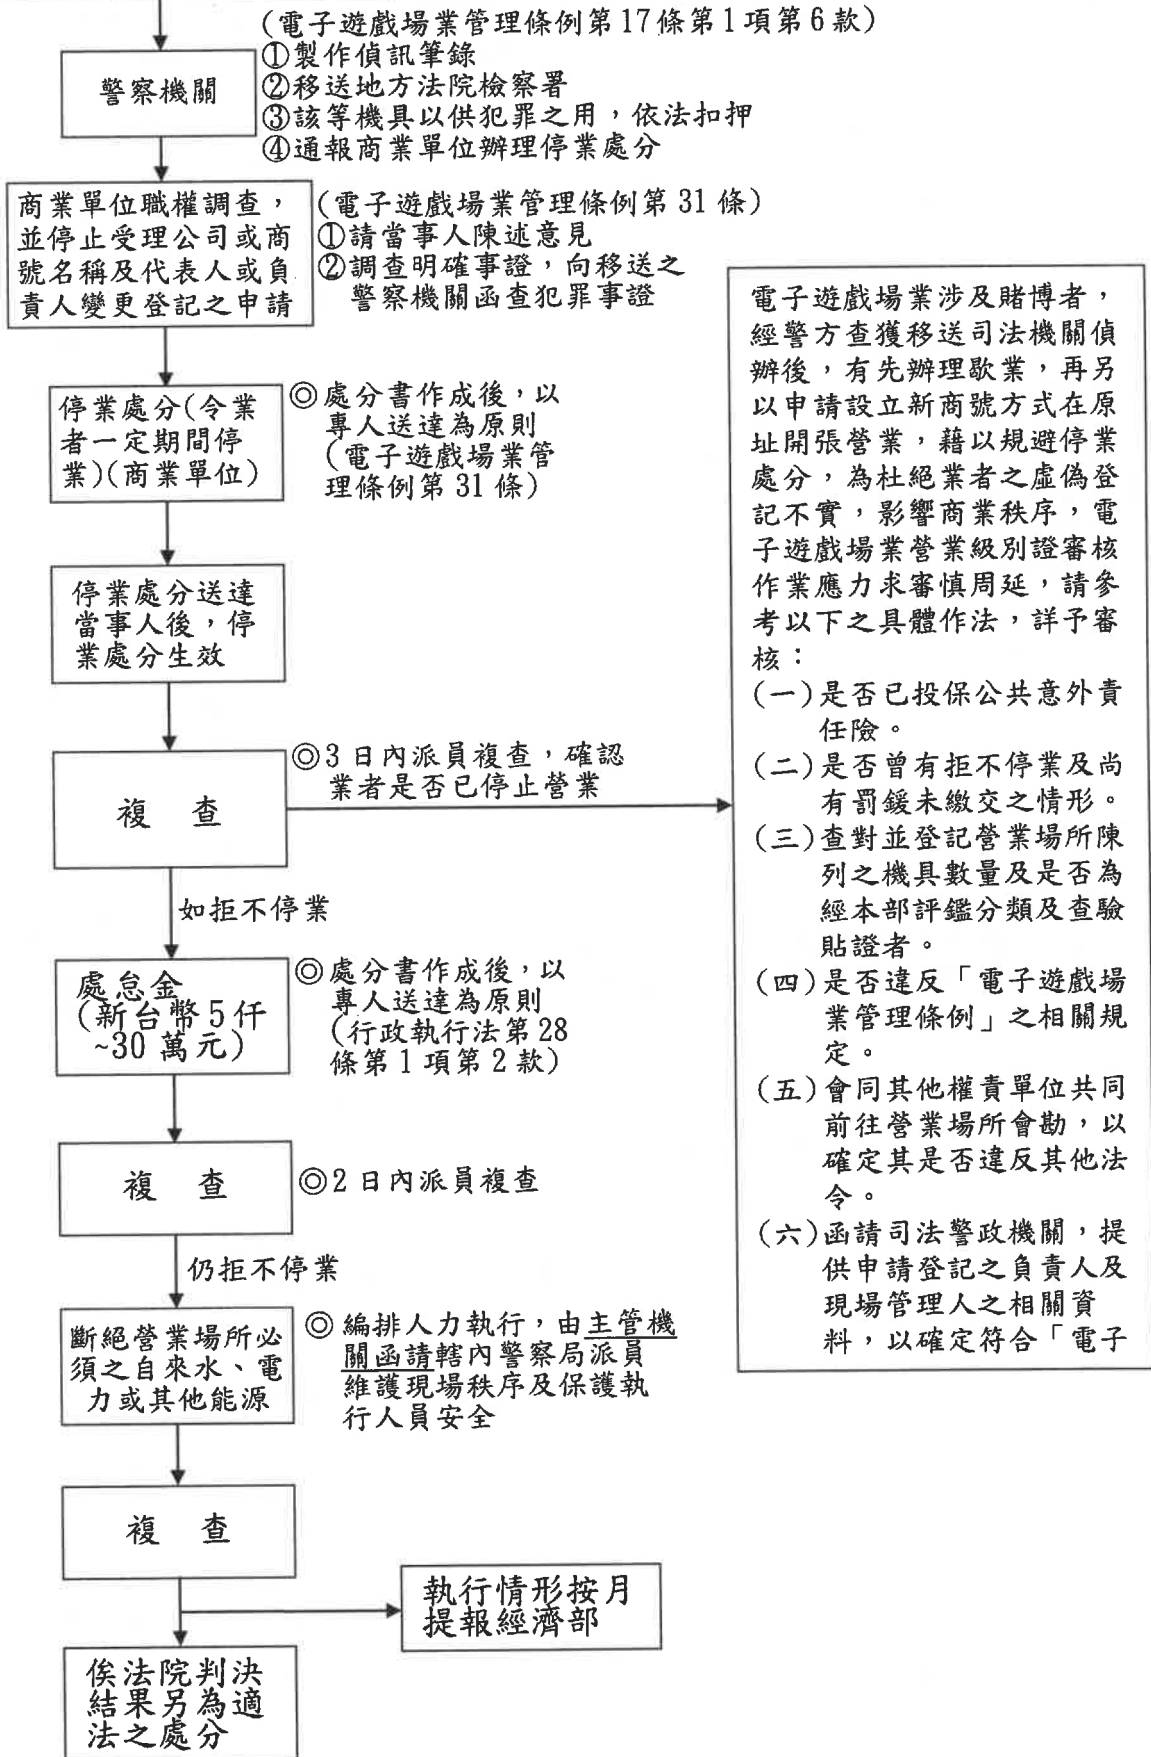 (電子遊戲場業管理條例第17條第1項第6款)
警察機關
①製作偵訊筆錄
②移送地方法院檢察署
③該等機具以供犯罪之用，依法扣押
④通報商業單位辦理停業處分
商業單位職權調查，
並停止受理公司或商
號名稱及代表人或負
責人變更登記之申請
(電子遊戲場業管理條例第31條)
①請當事人陳述意見
②調查明確事證，向移送之
警察機關函查犯罪事證
停業處分(令業
者一定期間停
業)(商業單位)
◎處分書作成後，以
專人送達為原則
(電子遊戲場業管
理條例第31條)
停業處分送達
當事人後，停
業處分生效
複 查
◎3日內派員複查，確認
業者是否已停止營業
如拒不停業
處怠金
(新台幣5仟
~30萬元)
◎處分書作成後，以
專人送達為原則
(行政執行法第28
條第1項第2款)
複 查
◎2日內派員複查
仍拒不停業
斷絕營業場所必
須之自來水、電
力或其他能源
◎編排人力執行，由主管機
關函請轄內警察局派員
維護現場秩序及保護執
行人員安全
複 查
執行情形按月
提報經濟部
俟法院判決
結果另為適
法之處分
電子遊戲場業涉及賭博者，
經警方查獲移送司法機關偵
辦後，有先辦理歇業，再另
以申請設立新商號方式在原
址開張營業，藉以規避停業
處分，為杜絕業者之虛偽登
記不實，影響商業秩序，電
子遊戲場業營業級別證審核
作業應力求審慎周延，請參
考以下之具體作法，詳予審
核：
(一)是否已投保公共意外責
任險。
(二)是否曾有拒不停業及尚
有罰鍰未繳交之情形。
(三)查對並登記營業場所陳
列之機具數量及是否為
經本部評鑑分類及查驗
貼證者。
(四)是否違反「電子遊戲場
業管理條例」之相關規
定。
(五)會同其他權責單位共同
前往營業場所會勘，以
確定其是否違反其他法
令。
(六)函請司法警政機關，提
供申請登記之負責人及
現場管理人之相關資
料，以確定符合「電子